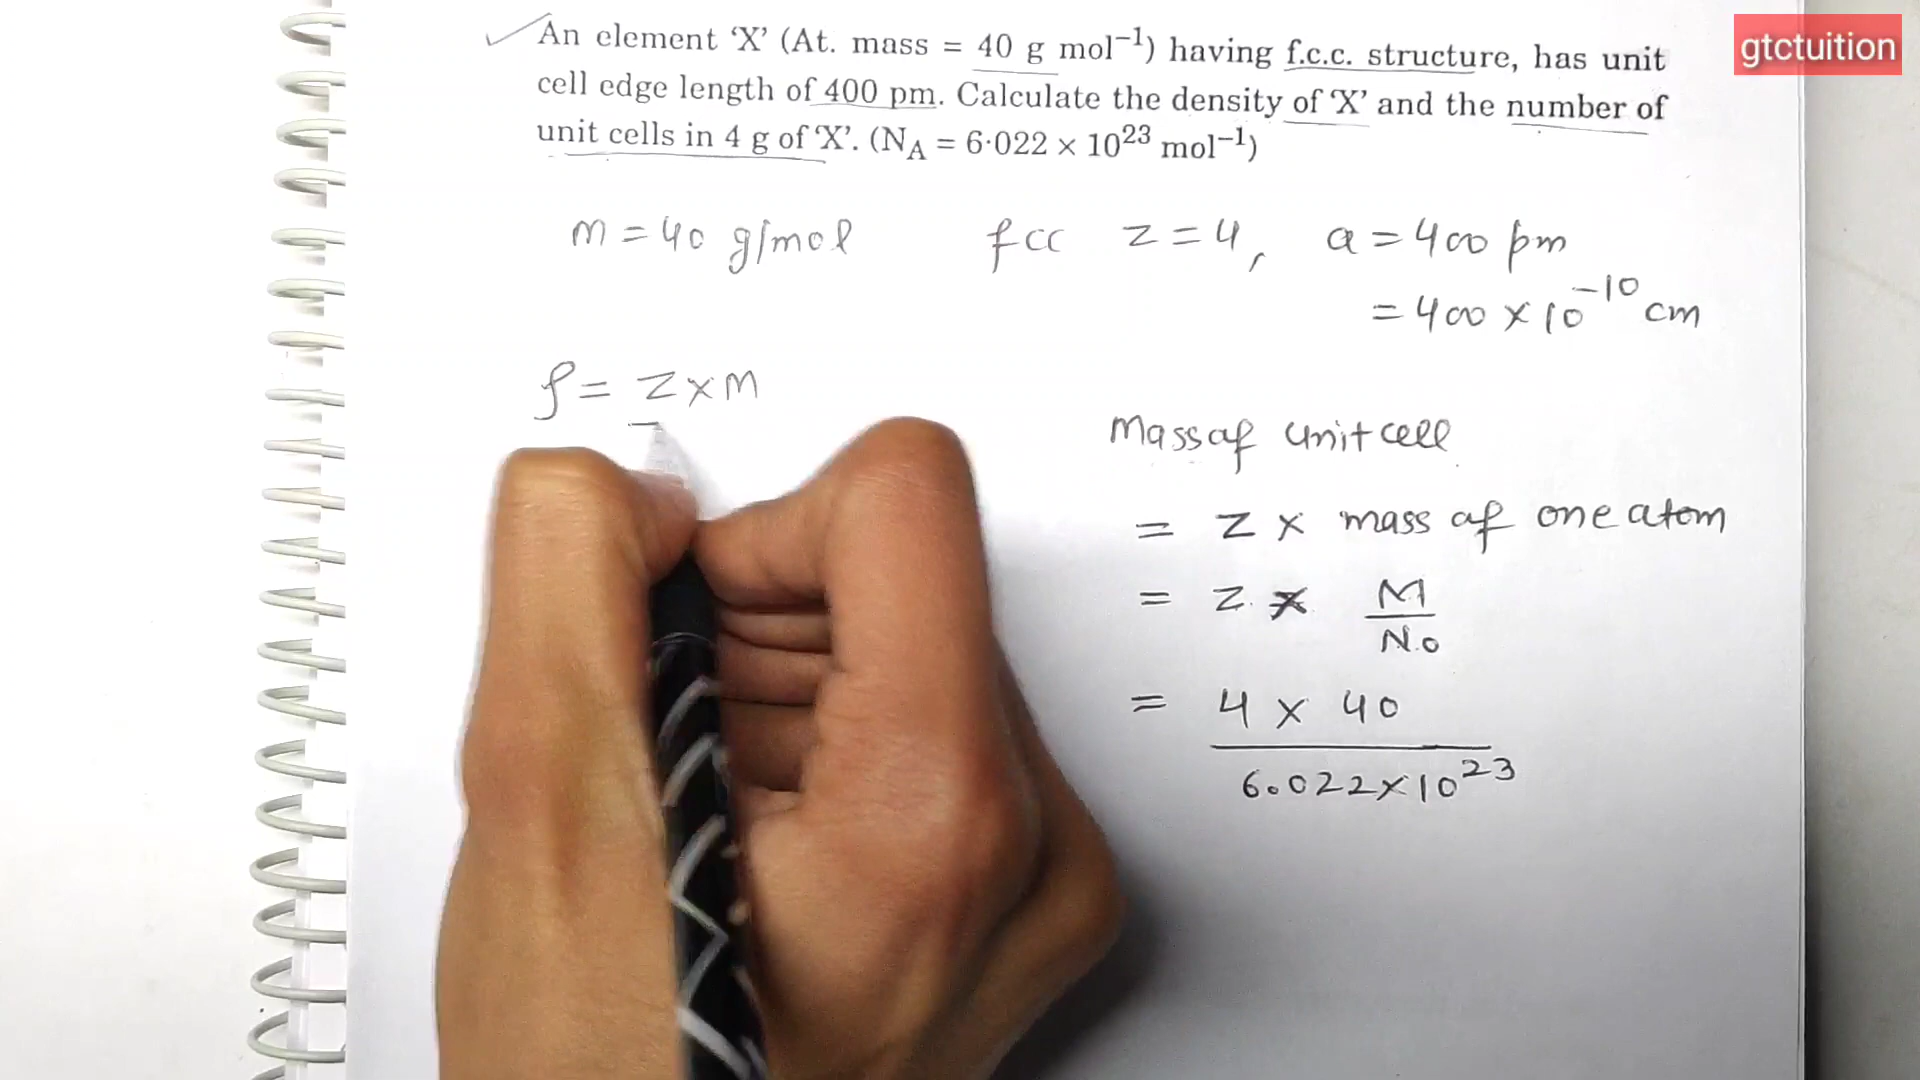 gtctuition
An element ‘X’ (At. mass = 40 g mol⁻¹) having f.c.c. structure, has unit
cell edge length of 400 pm. Calculate the density of ‘X’ and the number of
unit cells in 4 g of ‘X’. (N_A = 6·022 × 10²³ mol⁻¹)
m = 40 g/mol fcc z = 4, a = 400 pm
= 400 × 10⁻¹⁰ cm
ρ = z × m
Mass of unit cell
= z × mass of one atom
= z × M/N₀
= 4 × 40
6.022 × 10²³